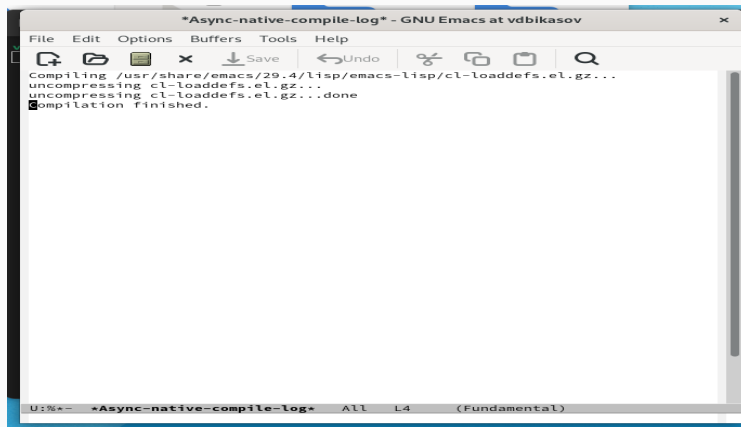 *Async-native-compile-log* - GNU Emacs at vdbikasov
File Edit Options Buffers Tools Help
Save Undo
Compiling /usr/share/emacs/29.4/lisp/emacs-lisp/cl-loaddefs.el.gz...
uncompressing cl-loaddefs.el.gz...
uncompressing cl-loaddefs.el.gz...done
Compilation finished.
U:%*- *Async-native-compile-log* All L4 (Fundamental)